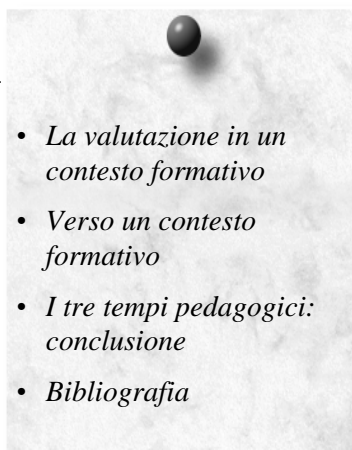 • La valutazione in un
contesto formativo
• Verso un contesto
formativo
• I tre tempi pedagogici:
conclusione
• Bibliografia